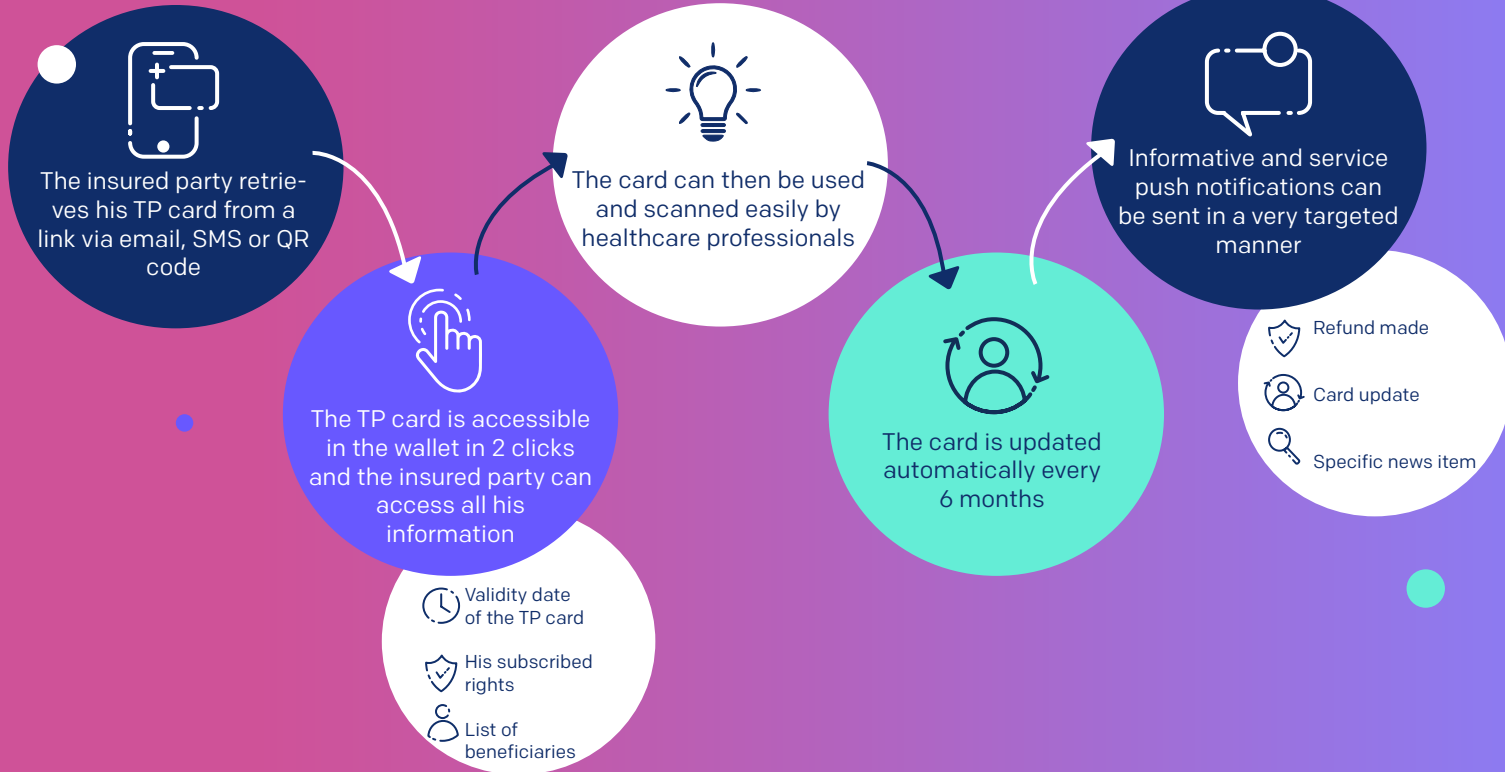 The insured party retrie-
ves his TP card from a
link via email, SMS or QR
code
The TP card is accessible
in the wallet in 2 clicks
and the insured party can
access all his
information
Validity date
of the TP card
His subscribed
rights
List of
beneficiaries
The card can then be used
and scanned easily by
healthcare professionals
The card is updated
automatically every
6 months
Informative and service
push notifications can
be sent in a very targeted
manner
Refund made
Card update
Specific news item